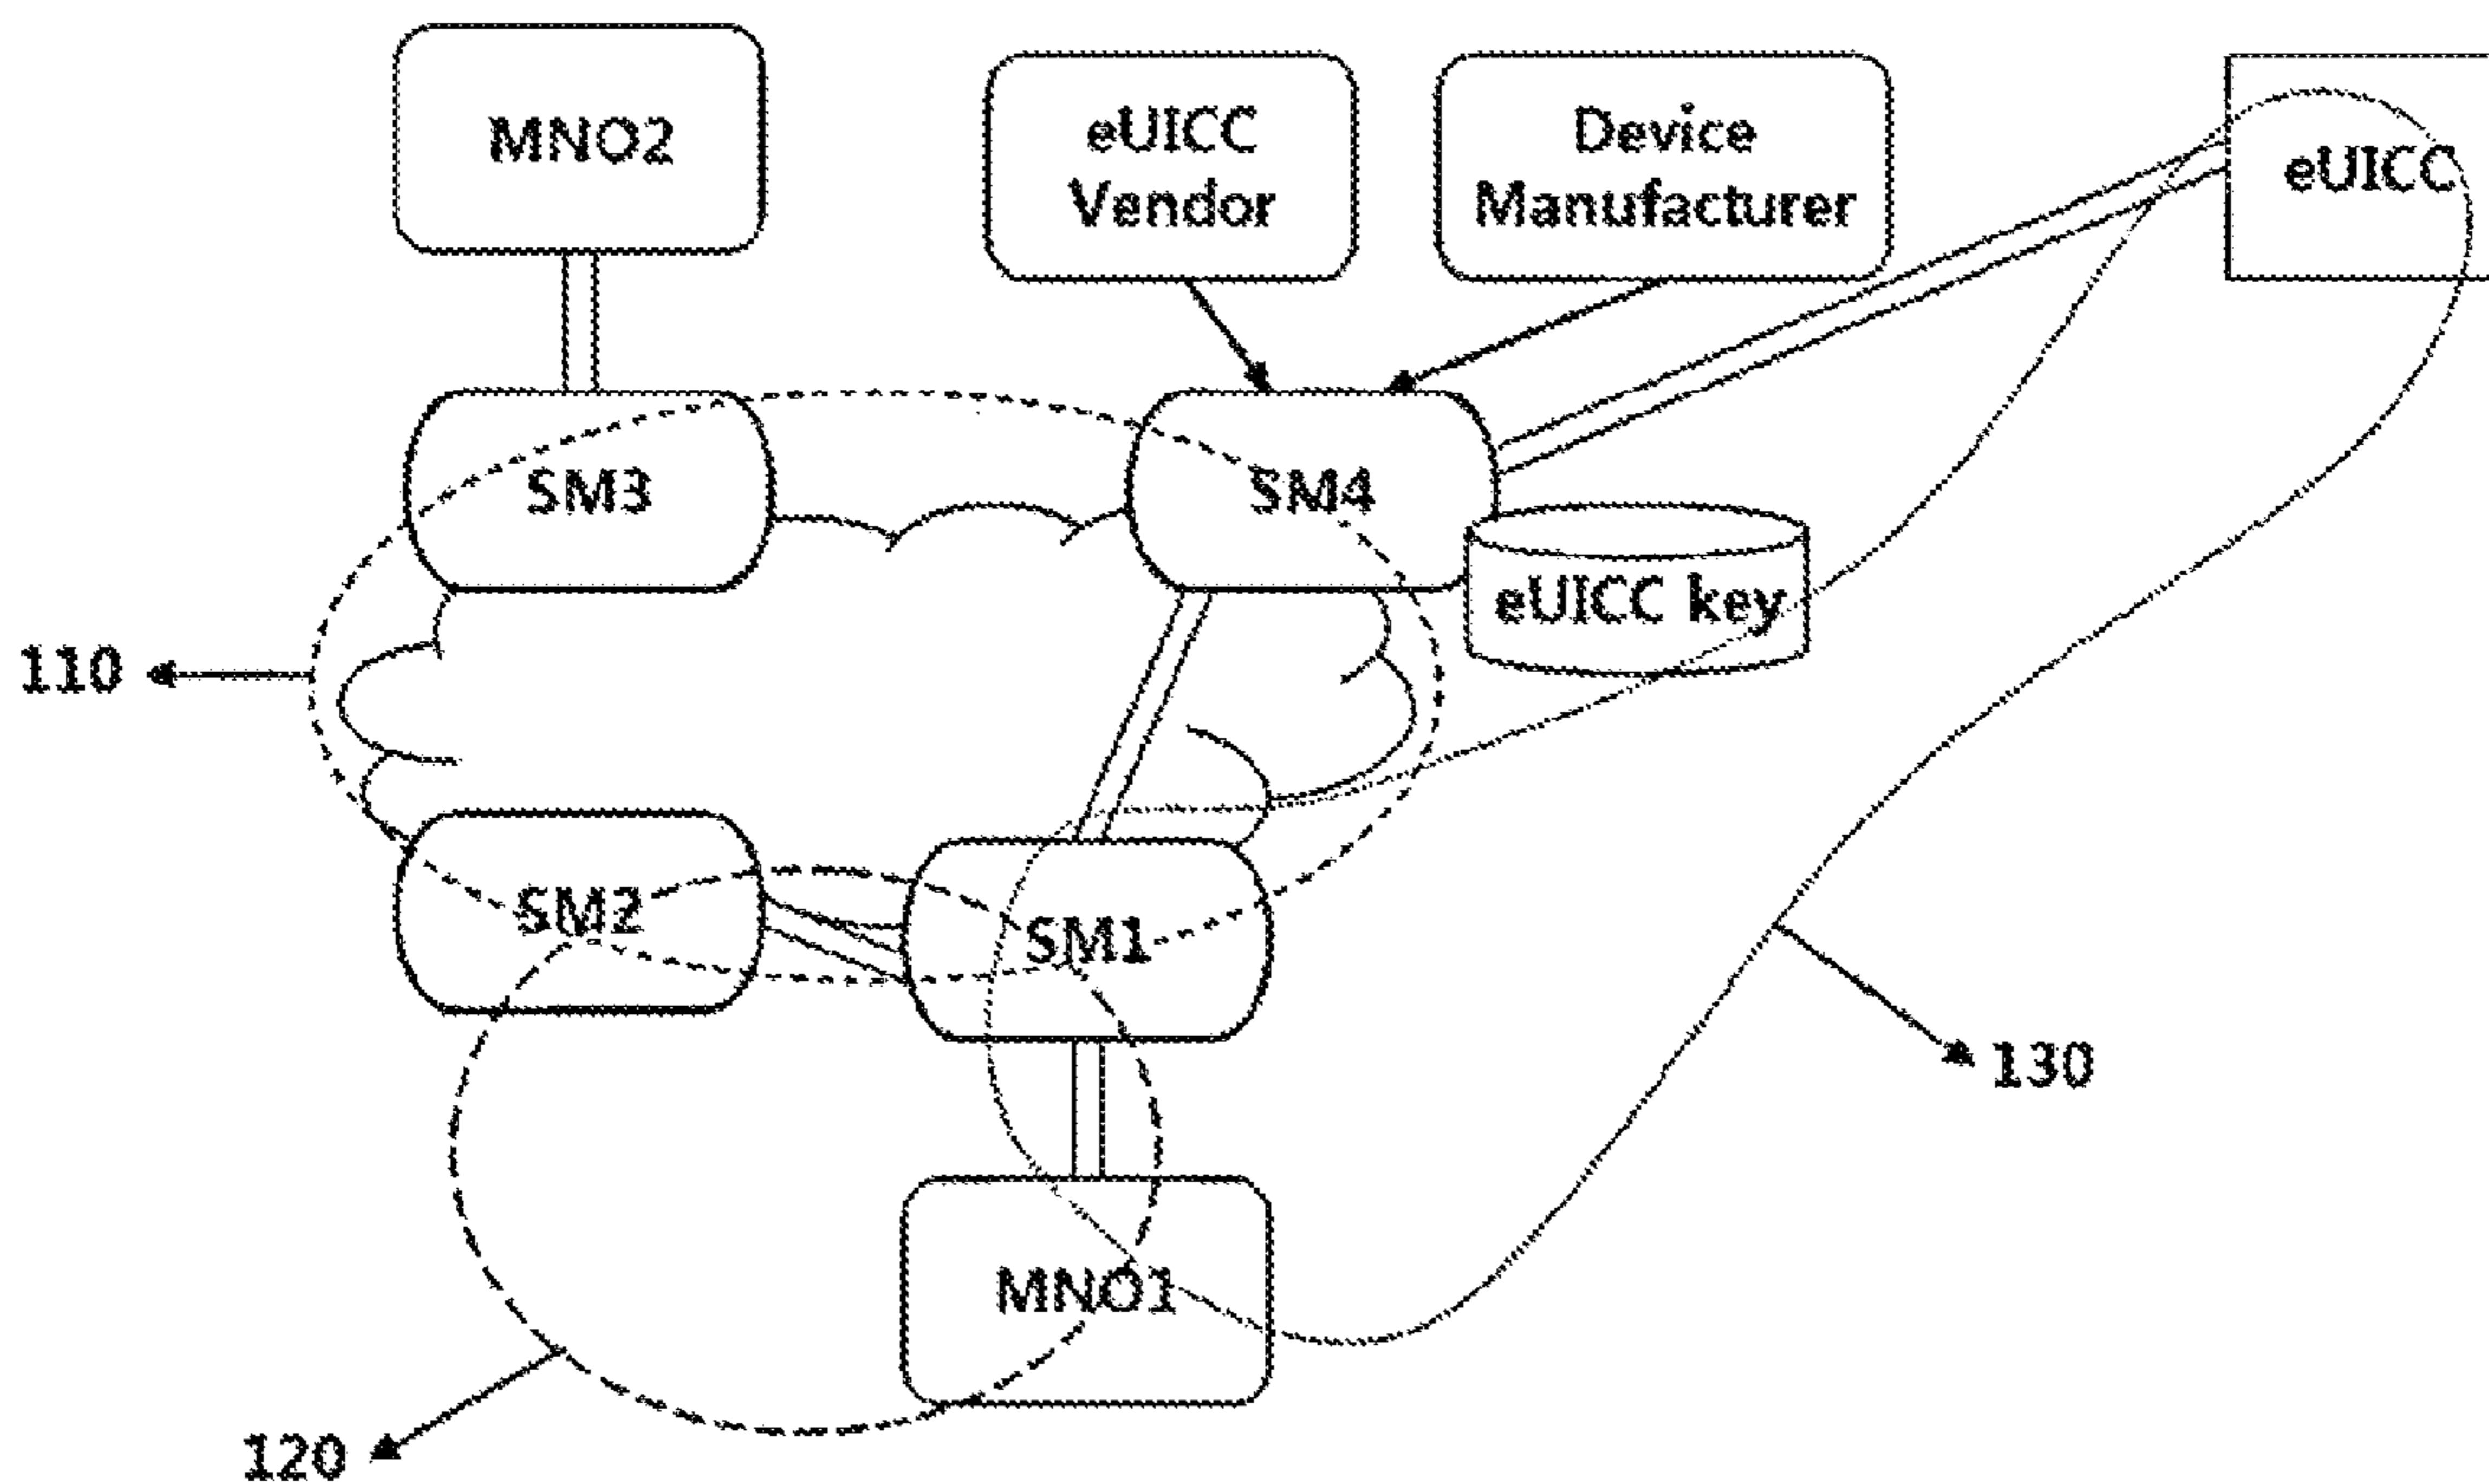 MNO2
eUICC
Vendor
Device
Manufacturer
eUICC
SM3
SM4
eUICC key
110
SM2
SM1
130
MNO1
120